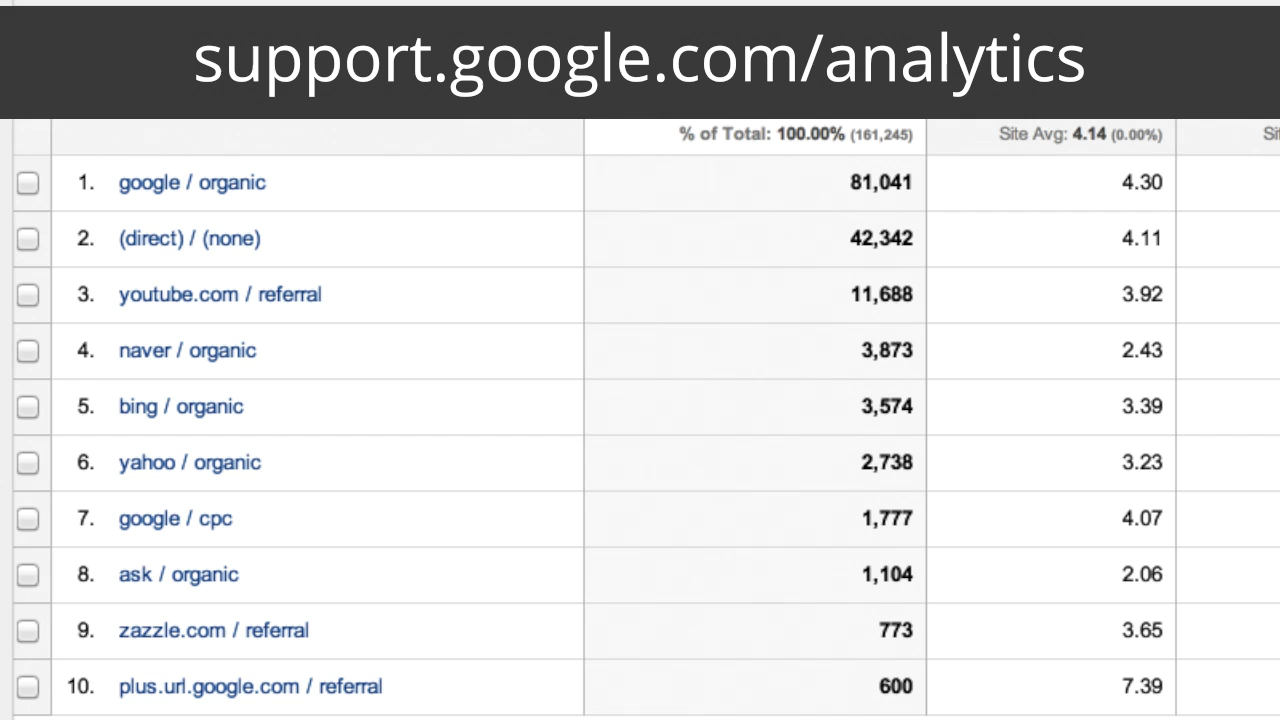 support.google.com/analytics
% of Total: 100.00% (161,245) Site Avg: 4.14 (0.00%) Si
1. google / organic 81,041 4.30
2. (direct) / (none) 42,342 4.11
3. youtube.com / referral 11,688 3.92
4. naver / organic 3,873 2.43
5. bing / organic 3,574 3.39
6. yahoo / organic 2,738 3.23
7. google / cpc 1,777 4.07
8. ask / organic 1,104 2.06
9. zazzle.com / referral 773 3.65
10. plus.url.google.com / referral 600 7.39